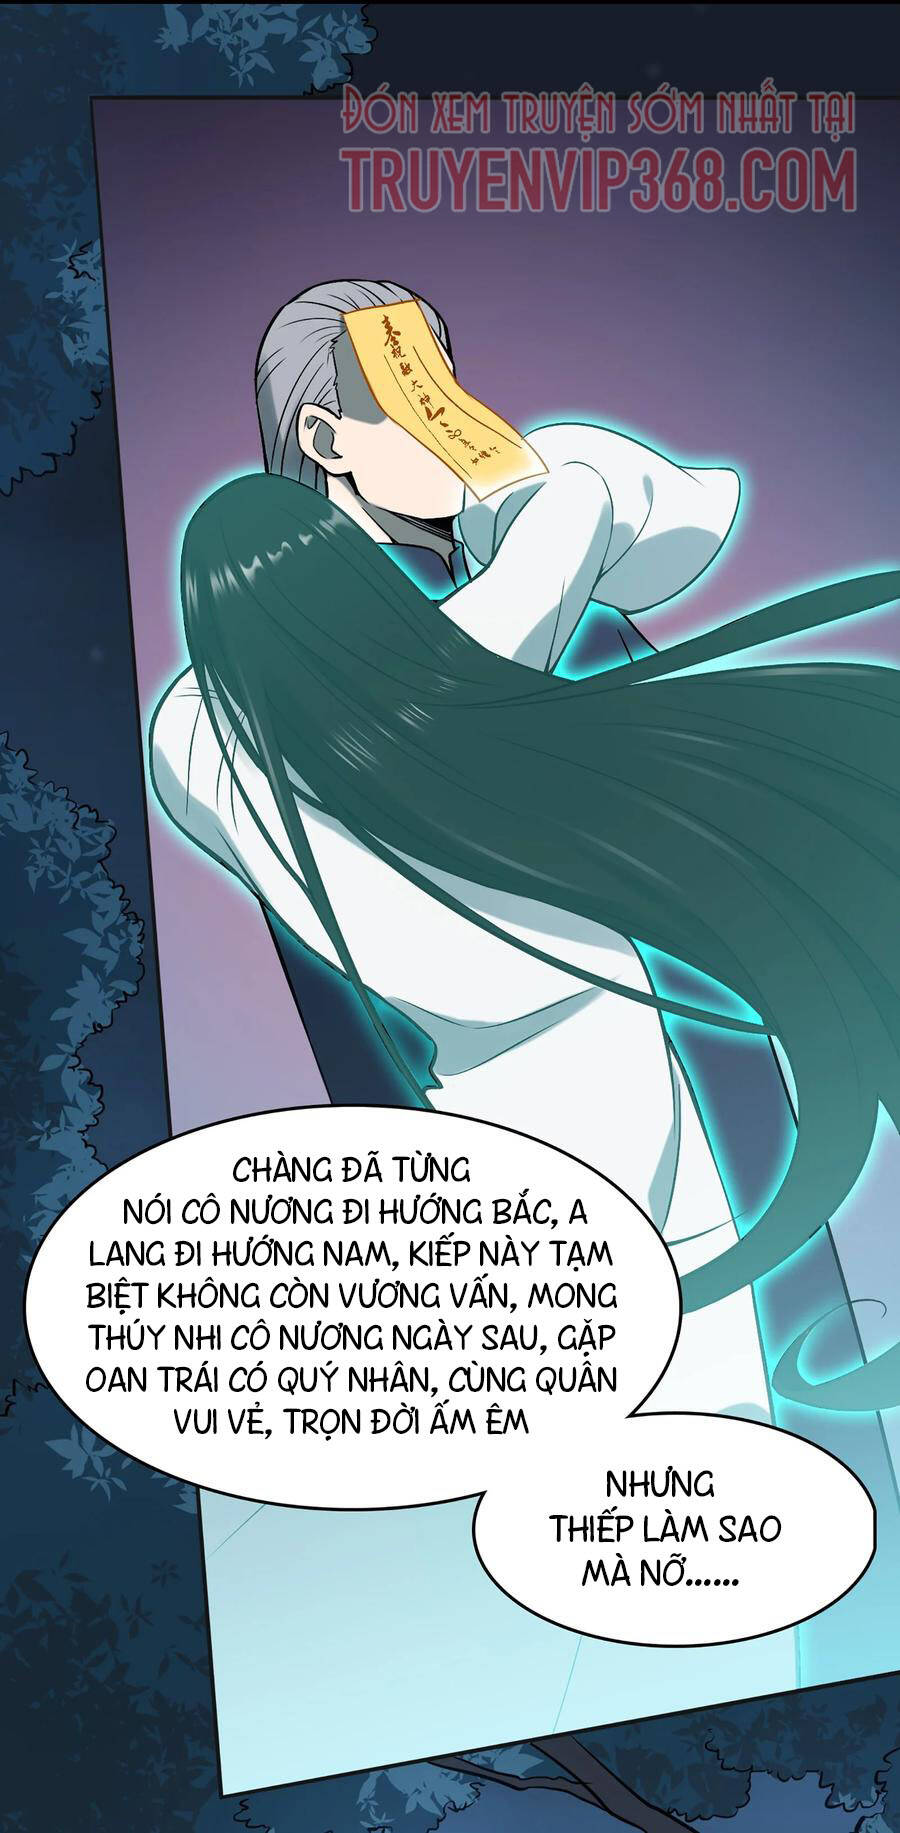 ĐÓN XEM TRUYỆN SỚM NHẤT TẠI
TRUYENVIP368.COM
CHÀNG ĐÃ TỪNG
NÓI CÔ NƯƠNG ĐI HƯỚNG BẮC, A
LANG ĐI HƯỚNG NAM, KIẾP NÀY TẠM
BIỆT KHÔNG CÒN VƯƠNG VẤN, MONG
THÚY NHI CÔ NƯƠNG NGÀY SAU, GẶP
OAN TRÁI CÓ QUÝ NHÂN, CÙNG QUÂN
VUI VẺ, TRỌN ĐỜI ẤM ÊM
NHƯNG
THIẾP LÀM SAO
MÀ NỠ......